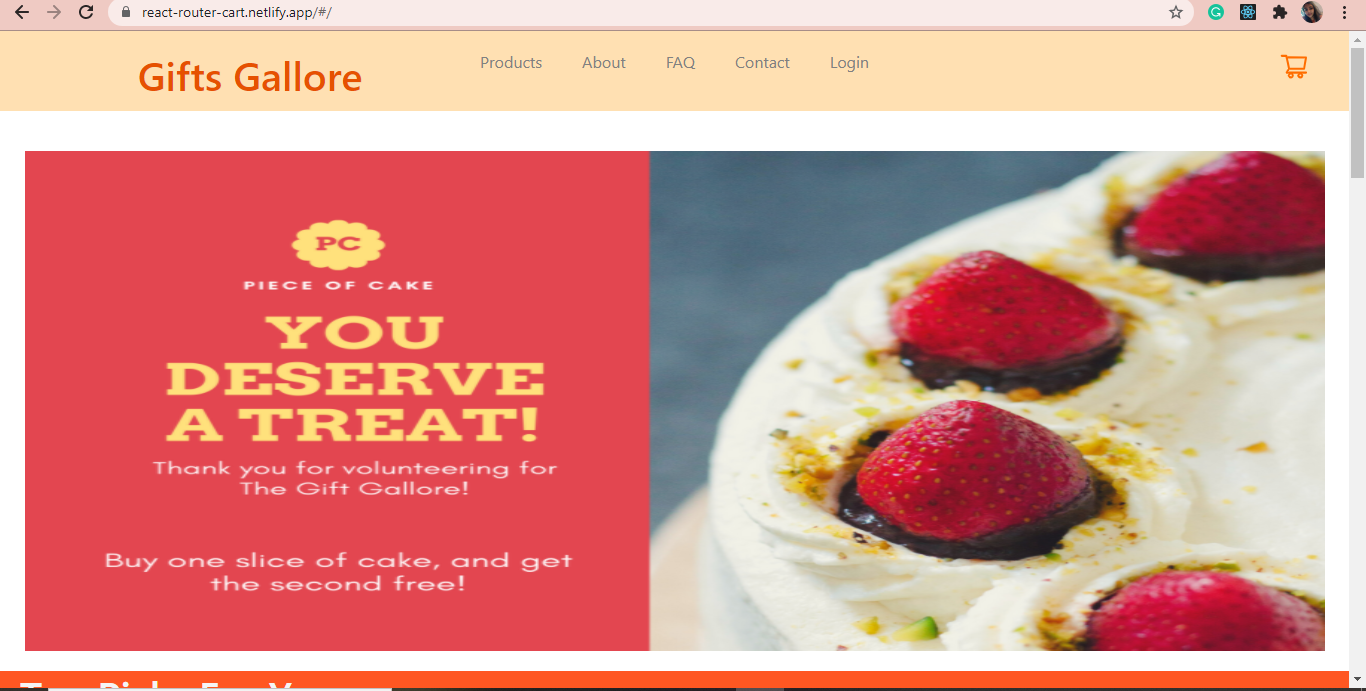 react-router-cart.netlify.app/#/
Gifts Gallore
Products About FAQ Contact Login
PC
PIECE OF CAKE
YOU
DESERVE
A TREAT!
Thank you for volunteering for
The Gift Gallore!
Buy one slice of cake, and get
the second free!